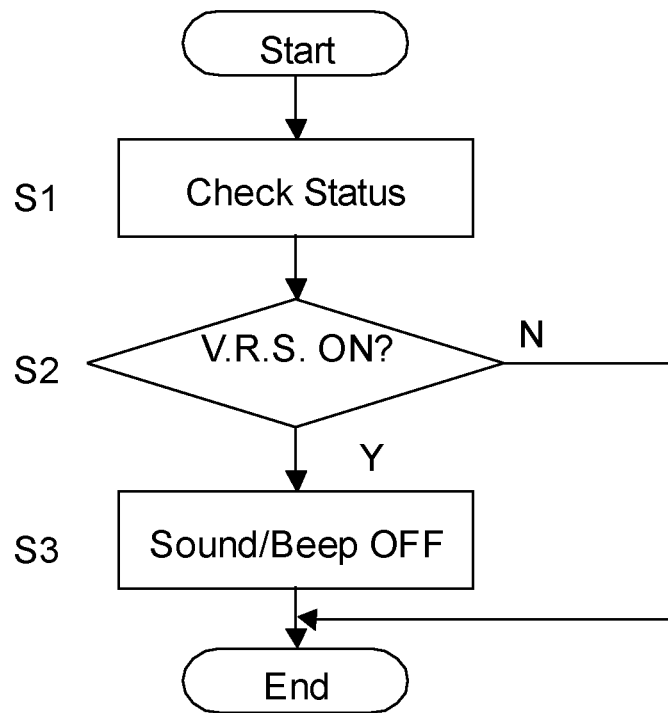 Start
S1
Check Status
S2
V.R.S. ON?
N
Y
S3
Sound/Beep OFF
End